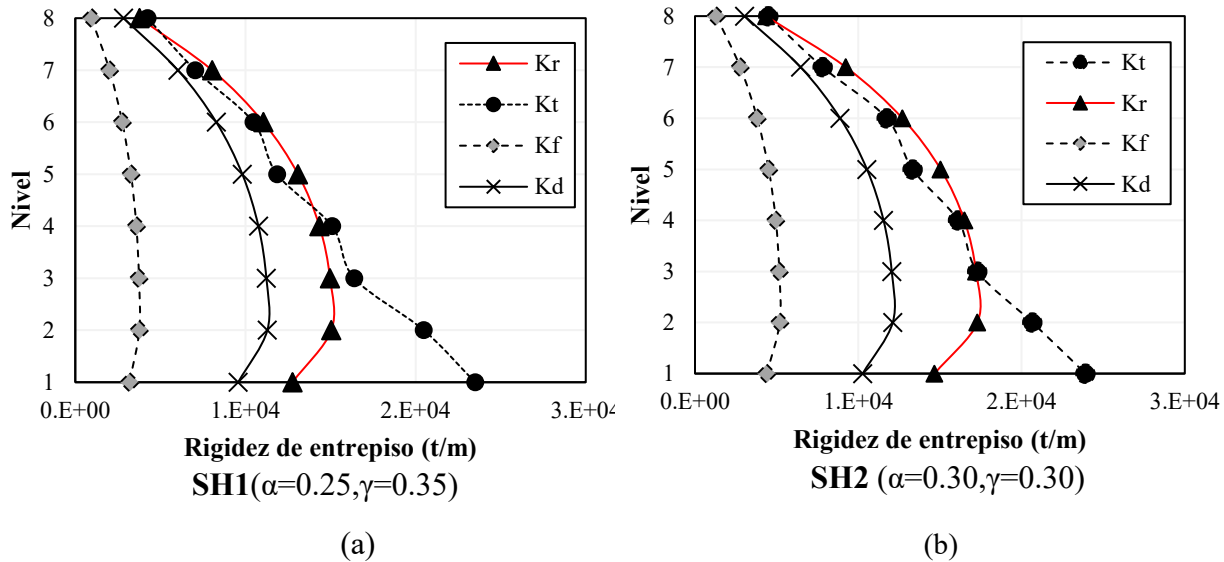 8
7
6
5
4
3
2
1
Nivel
Kr
Kt
Kf
Kd
0.E+00
1.E+04
2.E+04
3.E+04
Rigidez de entrepiso (t/m)
SH1(α=0.25,γ=0.35)
(a)
8
7
6
5
4
3
2
1
Nivel
Kt
Kr
Kf
Kd
0.E+00
1.E+04
2.E+04
3.E+04
Rigidez de entrepiso (t/m)
SH2 (α=0.30,γ=0.30)
(b)